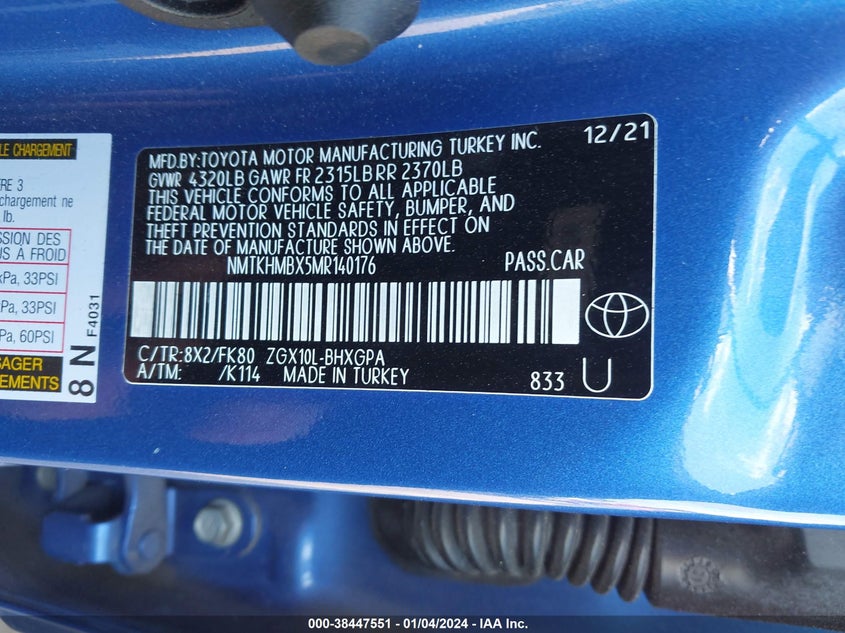 LE CHARGEMENT
RE 3
chargement ne
lb.
SSION DES
US A FROID
kPa, 33PSI
Pa, 33PSI
Pa, 60PSI
SAGER
EMENTS
8 N F4031
MFD.BY:TOYOTA MOTOR MANUFACTURING TURKEY INC. 12/21
GVWR 4320LB GAWR FR 2315LB RR 2370LB
THIS VEHICLE CONFORMS TO ALL APPLICABLE
FEDERAL MOTOR VEHICLE SAFETY, BUMPER, AND
THEFT PREVENTION STANDARDS IN EFFECT ON
THE DATE OF MANUFACTURE SHOWN ABOVE.
NMTKHMBX5MR140176 PASS.CAR
C/TR:8X2/FK80 ZGX10L-BHXGPA
A/TM: /K114 MADE IN TURKEY 833 U
000-38447551 - 01/04/2024 - IAA Inc.